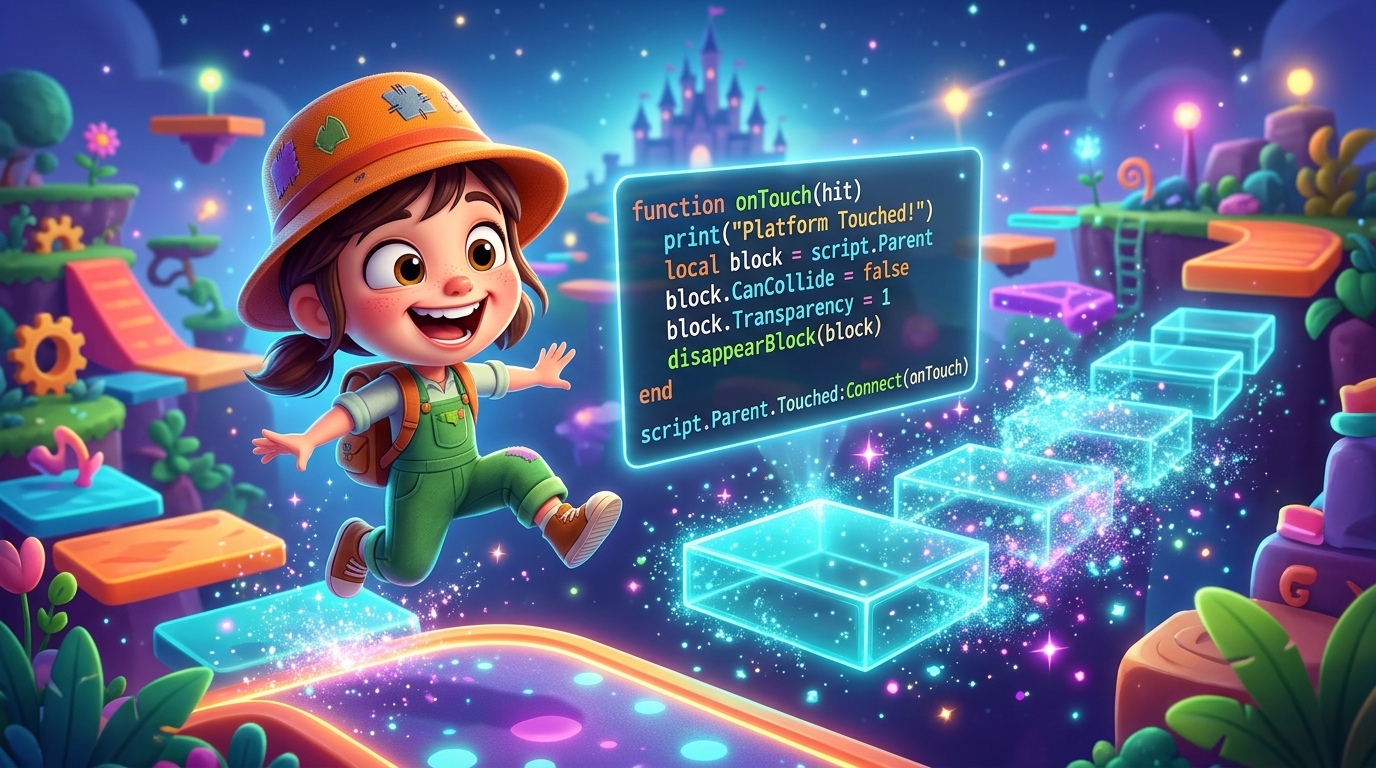 function onTouch(hit)
print("Platform Touched!")
local block = script.Parent
block.CanCollide = false
block.Transparency = 1
disappearBlock(block)
end
script.Parent.Touched:Connect(onTouch)
G